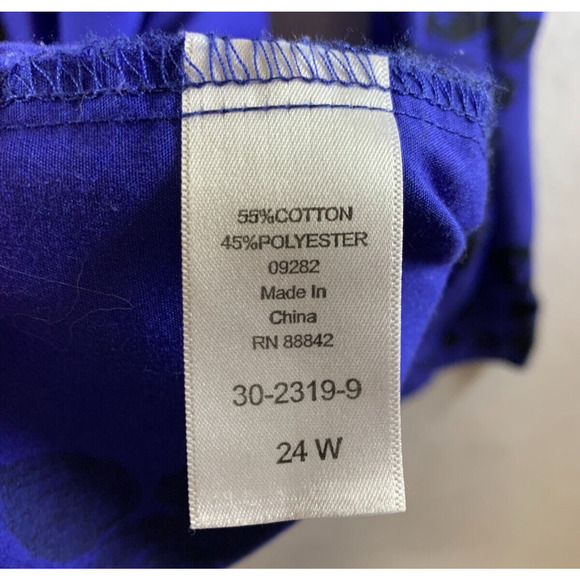 55%COTTON
45%POLYESTER
09282
Made In
China
RN 88842
30-2319-9
24 W